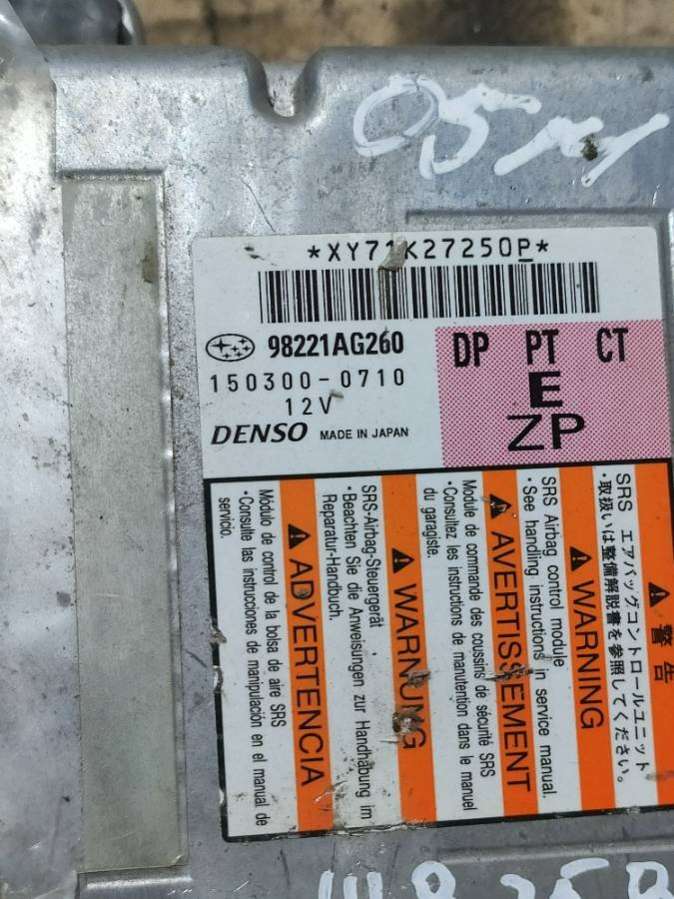 *XY71K27250P*
98221AG260
150300-0710
12V
DENSO MADE IN JAPAN
DP PT CT
E
ZP
警告
SRS エアバッグコントロールユニット
・取扱いは整備解説書を参照してください。
WARNING
SRS Airbag control module
• See handling instructions in service manual.
AVERTISSEMENT
Module de commande des coussins de sécurité SRS
• Consultez les instructions de manutention dans le manuel
du garagiste.
WARNUNG
SRS-Airbag-Steuergerät
• Beachten Sie die Anweisungen zur Handhabung im
Reparatur-Handbuch.
ADVERTENCIA
Módulo de control de la bolsa de aire SRS
• Consulte las instrucciones de manipulación en el manual de
servicio.